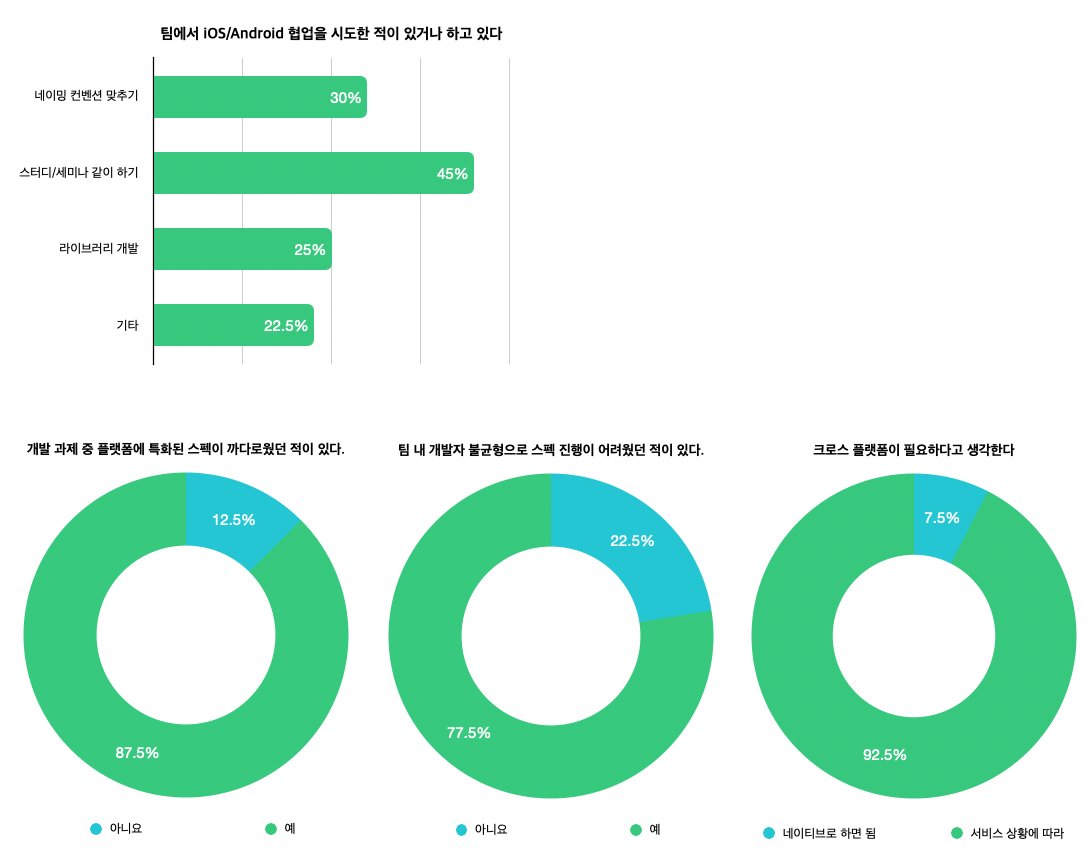 팀에서 iOS/Android 협업을 시도한 적이 있거나 하고 있다
네이밍 컨벤션 맞추기
30%
스터디/세미나 같이 하기
45%
라이브러리 개발
25%
기타
22.5%
개발 과제 중 플랫폼에 특화된 스펙이 까다로웠던 적이 있다.
12.5%
87.5%
아니요
예
팀 내 개발자 불균형으로 스펙 진행이 어려웠던 적이 있다.
22.5%
77.5%
아니요
예
크로스 플랫폼이 필요하다고 생각한다
7.5%
92.5%
네이티브로 하면 됨
서비스 상황에 따라